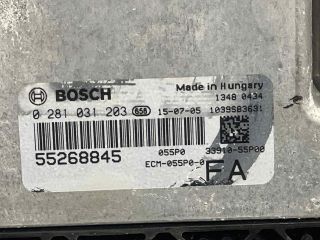 BOSCH
Made in Hungary
1348 0434
0 281 031 203 656 15-07-05 1039S83631
55268845
055P0
33910-55P00
ECM-055P0-0
FA